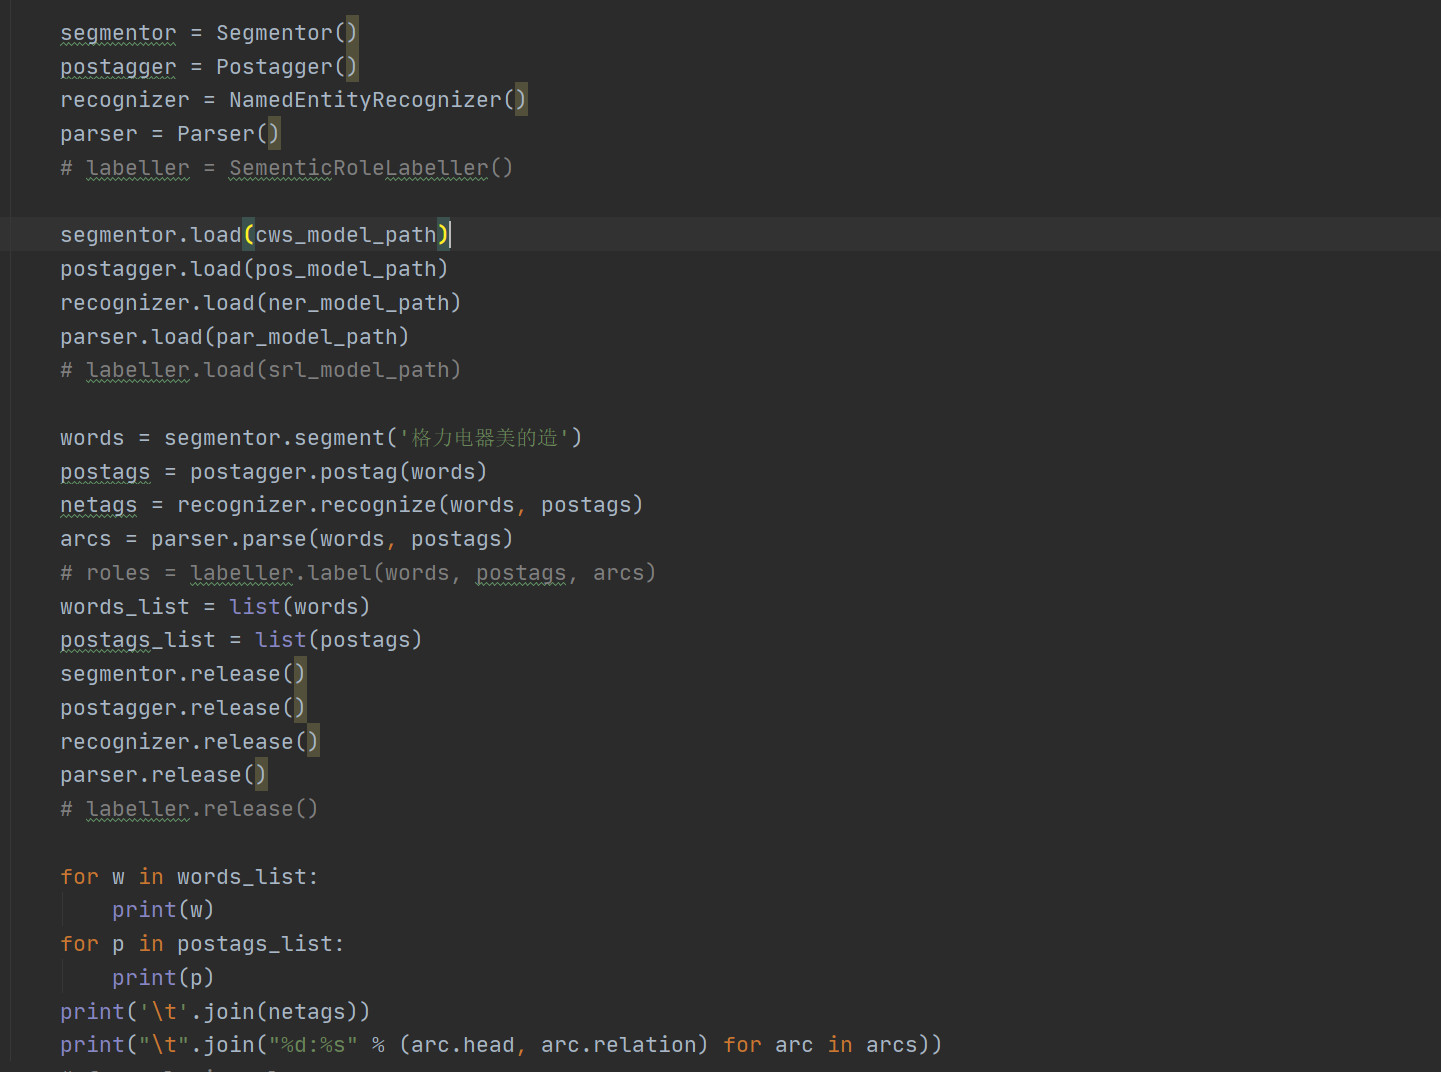 segmentor = Segmentor()
postagger = Postagger()
recognizer = NamedEntityRecognizer()
parser = Parser()
# labeller = SementicRoleLabeller()
segmentor.load(cws_model_path)
postagger.load(pos_model_path)
recognizer.load(ner_model_path)
parser.load(par_model_path)
# labeller.load(srl_model_path)
words = segmentor.segment('格力电器美的造')
postags = postagger.postag(words)
netags = recognizer.recognize(words, postags)
arcs = parser.parse(words, postags)
# roles = labeller.label(words, postags, arcs)
words_list = list(words)
postags_list = list(postags)
segmentor.release()
postagger.release()
recognizer.release()
parser.release()
# labeller.release()
for w in words_list:
print(w)
for p in postags_list:
print(p)
print('\t'.join(netags))
print("\t".join("%d:%s" % (arc.head, arc.relation) for arc in arcs))